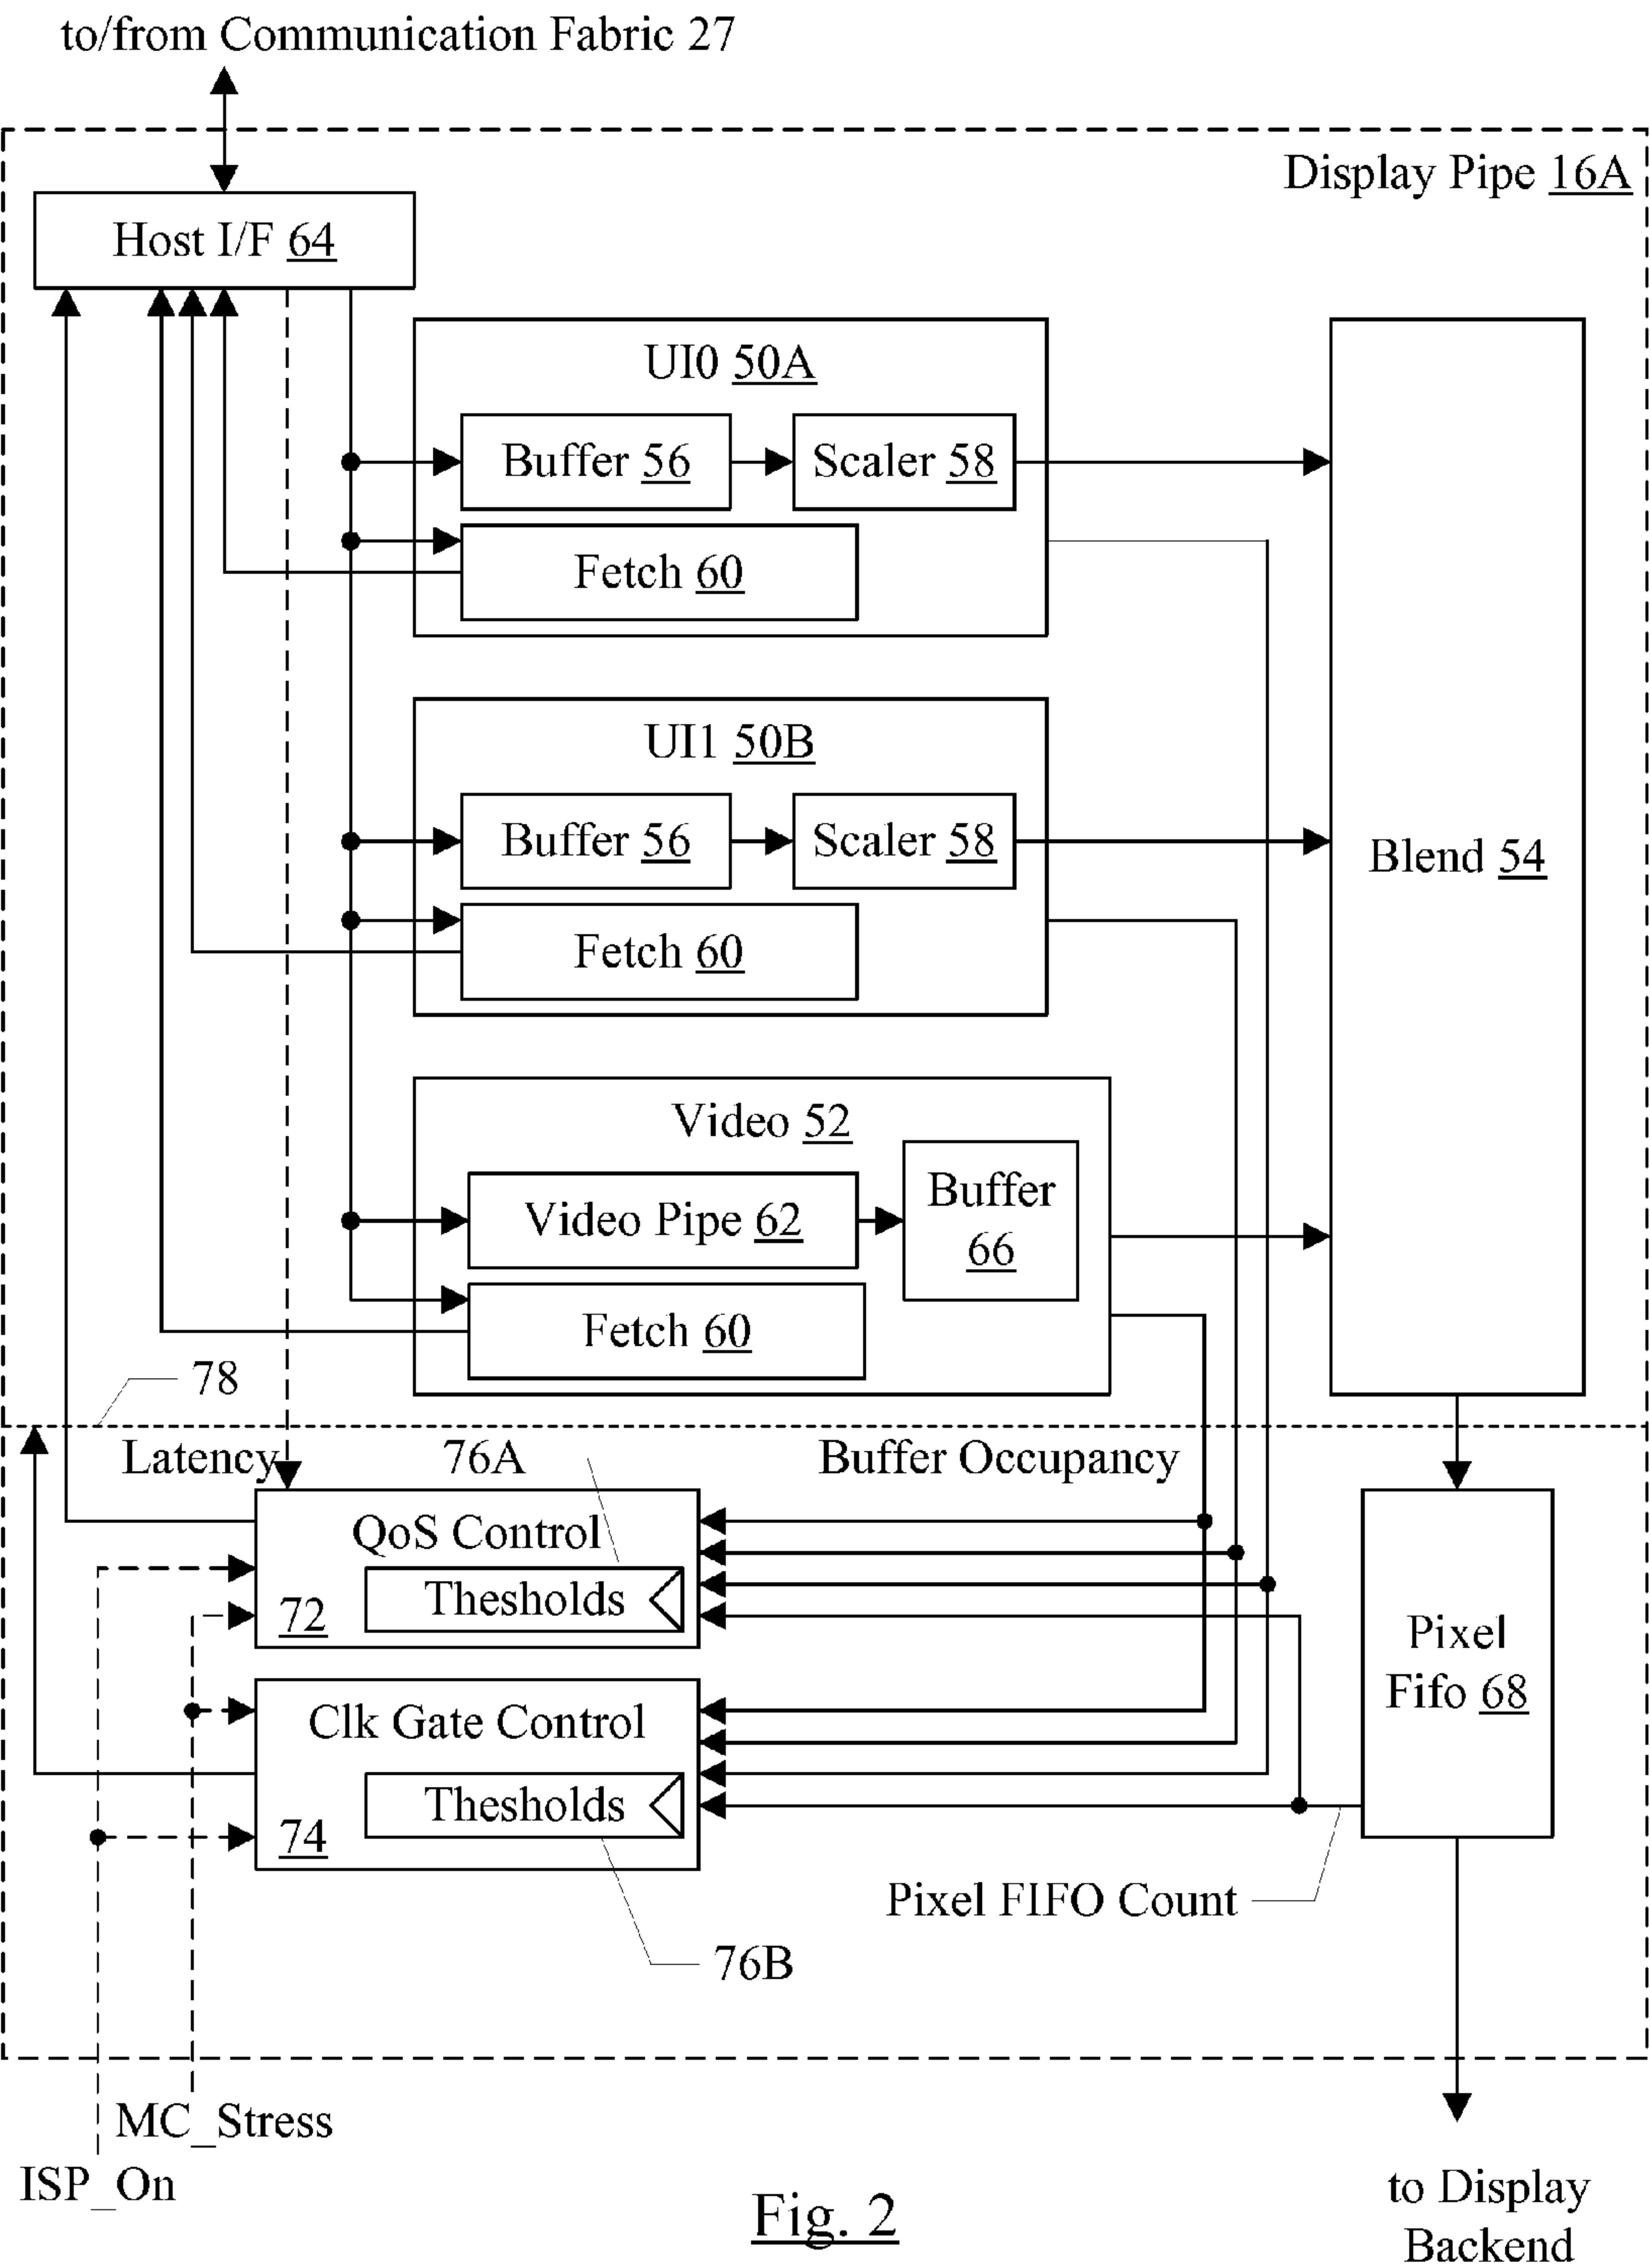 to/from Communication Fabric 27
Display Pipe 16A
Host I/F 64
UI0 50A
Buffer 56
Scaler 58
Fetch 60
UI1 50B
Buffer 56
Scaler 58
Fetch 60
Blend 54
Video 52
Video Pipe 62
Buffer
66
Fetch 60
78
Latency
76A
Buffer Occupancy
QoS Control
Thesholds
72
Clk Gate Control
Thesholds
74
Pixel
Fifo 68
Pixel FIFO Count
76B
MC_Stress
ISP_On
to Display
Backend
Fig. 2